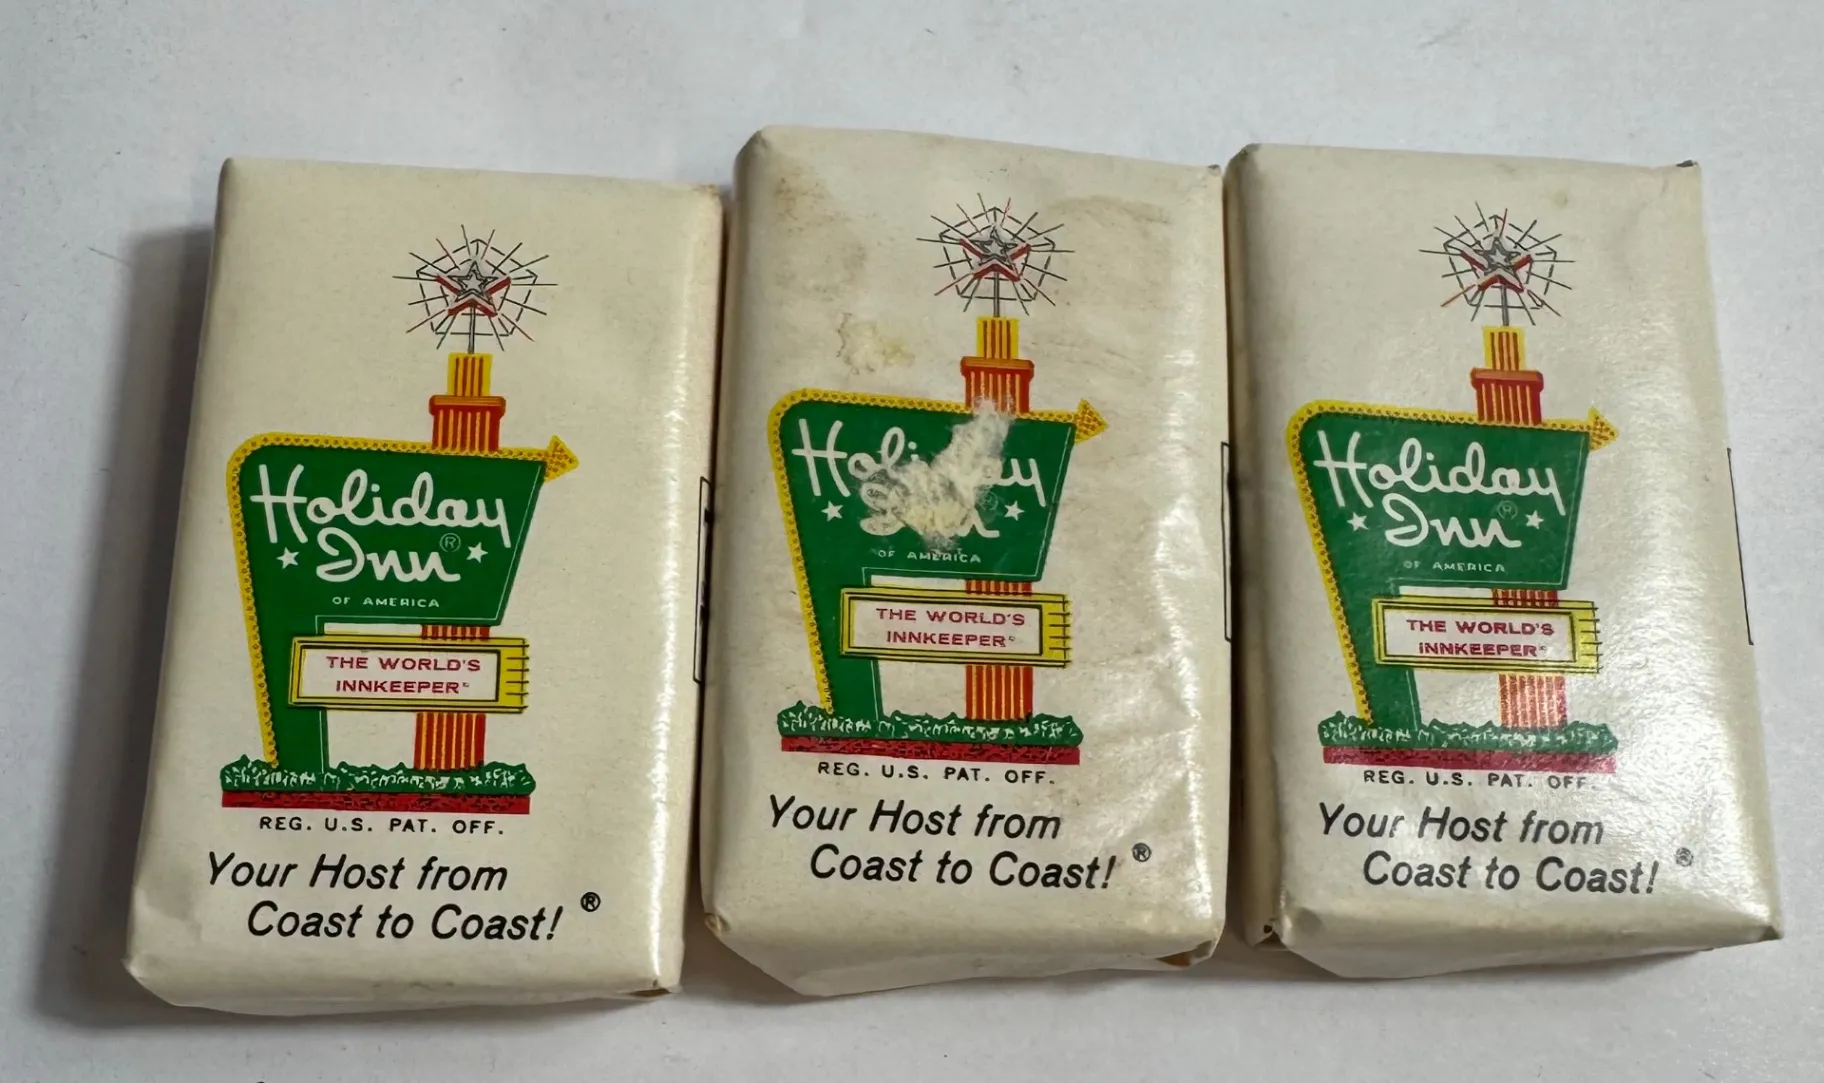 Holiday
Inn®
OF AMERICA
THE WORLD'S
INNKEEPER
REG. U.S. PAT. OFF.
Your Host from
Coast to Coast! ®
Holiday
Inn®
OF AMERICA
THE WORLD'S
INNKEEPER
REG. U.S. PAT. OFF.
Your Host from
Coast to Coast! ®
Holiday
Inn®
OF AMERICA
THE WORLD'S
INNKEEPER
REG. U.S. PAT. OFF.
Your Host from
Coast to Coast! ®